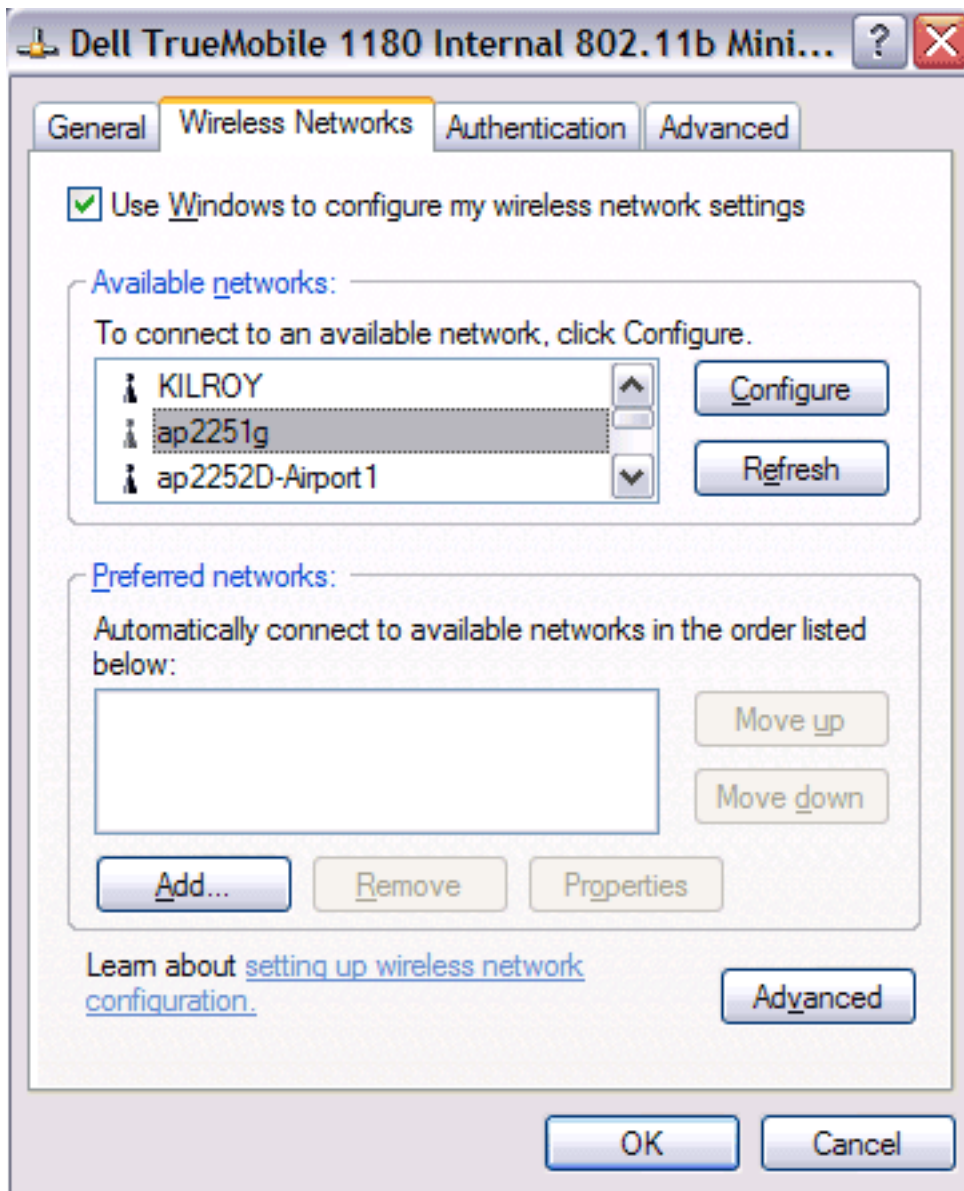 Dell TrueMobile 1180 Internal 802.11b Mini... ?
General Wireless Networks Authentication Advanced
Use Windows to configure my wireless network settings
Available networks:
To connect to an available network, click Configure.
KILROY
ap2251g
ap2252D-Airport1
Configure
Refresh
Preferred networks:
Automatically connect to available networks in the order listed
below:
Move up
Move down
Add... Remove Properties
Learn about setting up wireless network
configuration.
Advanced
OK Cancel